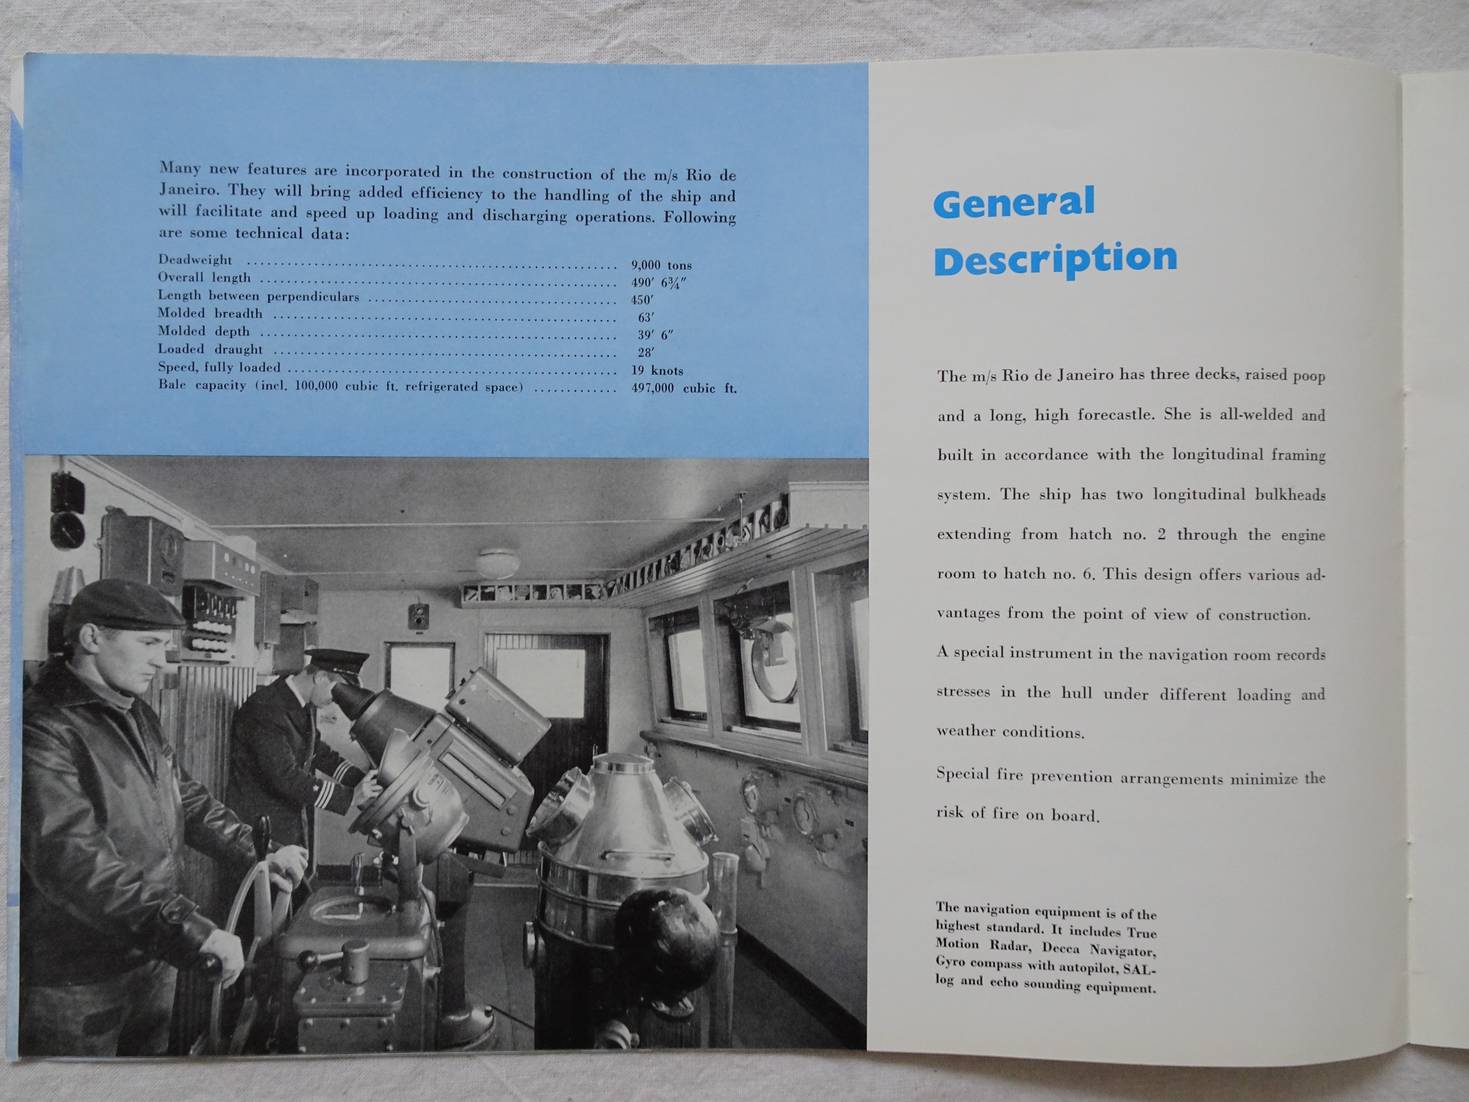 Many new features are incorporated in the construction of the m/s Rio de
Janeiro. They will bring added efficiency to the handling of the ship and
will facilitate and speed up loading and discharging operations. Following
are some technical data:
Deadweight .............................................. 9,000 tons
Overall length ............................................ 490′ 6¾″
Length between perpendiculars ............................... 450′
Molded breadth .......................................... 63′
Molded depth ............................................ 39′ 6″
Loaded draught .......................................... 28′
Speed, fully loaded ........................................ 19 knots
Bale capacity (incl. 100,000 cubic ft. refrigerated space) ........... 497,000 cubic ft.
General
Description
The m/s Rio de Janeiro has three decks, raised poop
and a long, high forecastle. She is all-welded and
built in accordance with the longitudinal framing
system. The ship has two longitudinal bulkheads
extending from hatch no. 2 through the engine
room to hatch no. 6. This design offers various ad-
vantages from the point of view of construction.
A special instrument in the navigation room records
stresses in the hull under different loading and
weather conditions.
Special fire prevention arrangements minimize the
risk of fire on board.
The navigation equipment is of the
highest standard. It includes True
Motion Radar, Decca Navigator,
Gyro compass with autopilot, SAL-
log and echo sounding equipment.